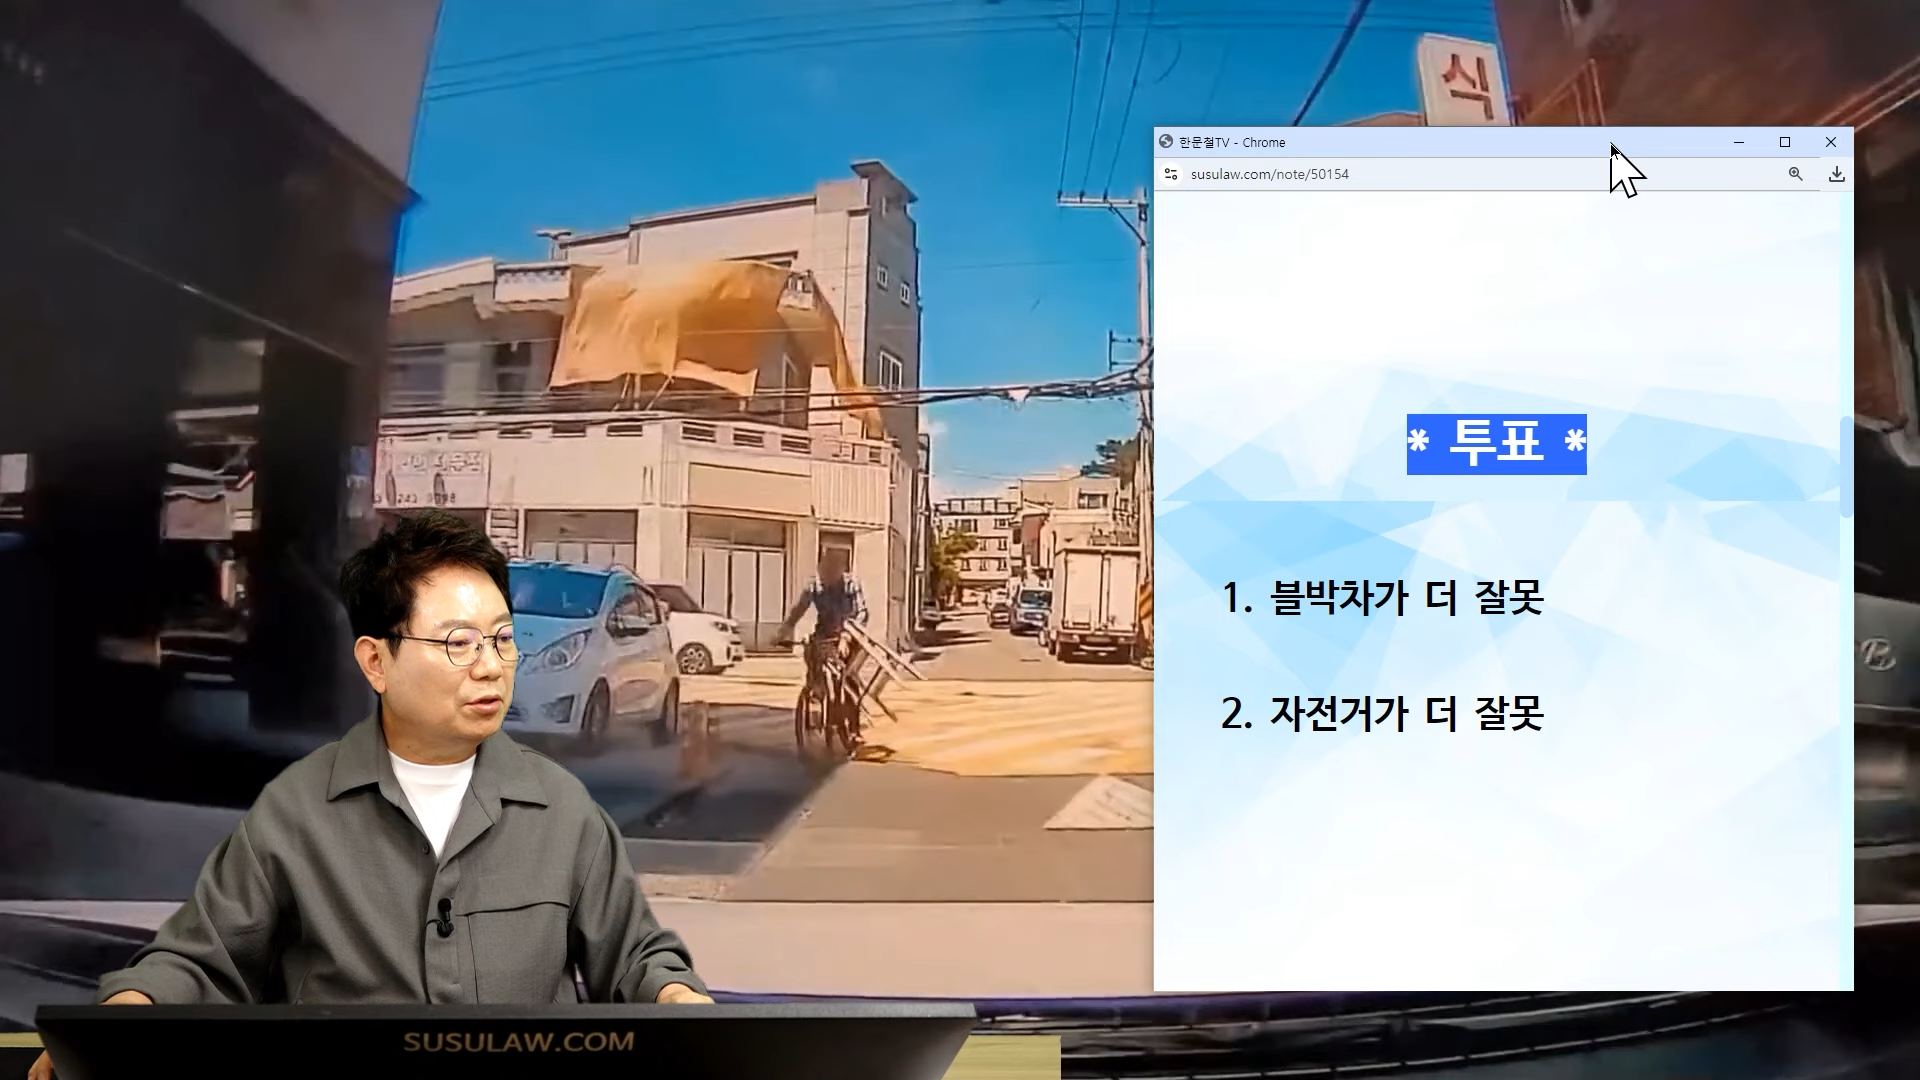 식
한문철TV - Chrome
susulaw.com/note/50154
* 투표 *
1. 블박차가 더 잘못
2. 자전거가 더 잘못
SUSULAW.COM